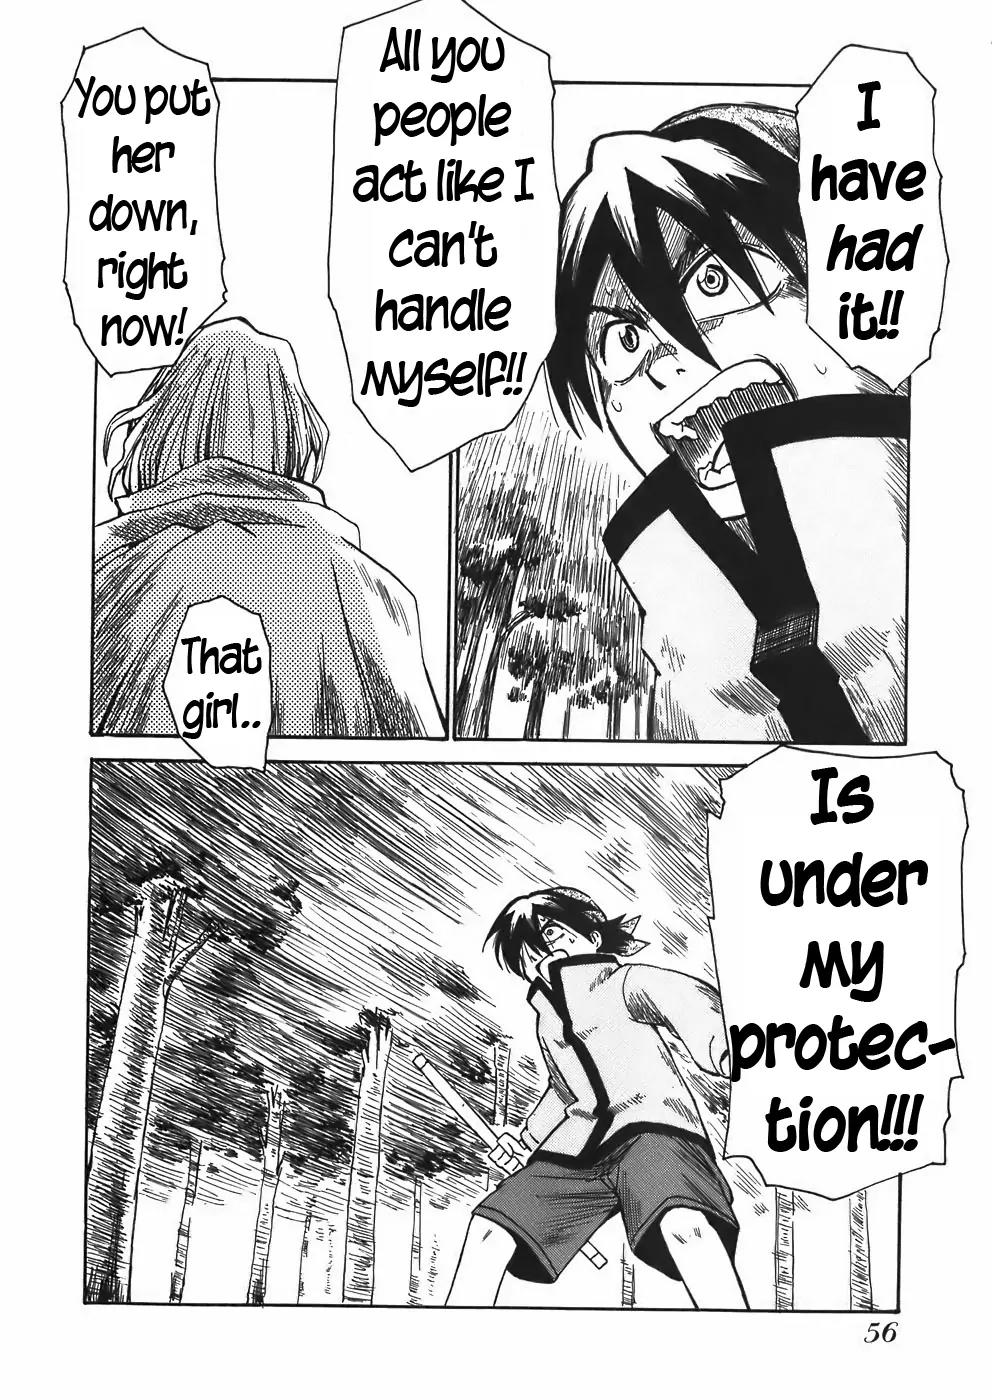 I
have
had
it!!
All you
people
act like I
can't
handle
myself!!
You put
her
down,
right
now!
That
girl..
Is
under
my
protec-
tion!!!
56